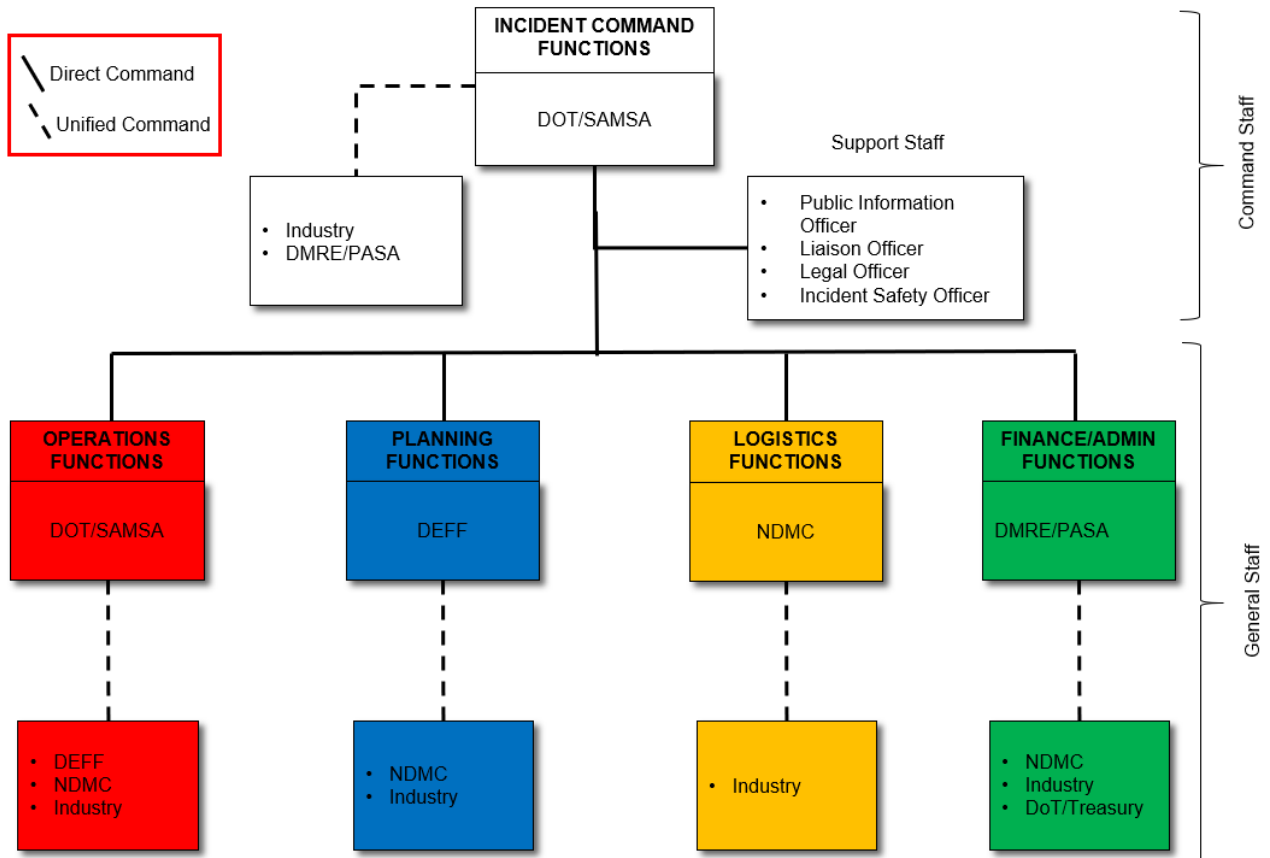 INCIDENT COMMAND
FUNCTIONS
DOT/SAMSA
Direct Command
Unified Command
Support Staff
Command Staff
• Industry
• DMRE/PASA
• Public Information
Officer
• Liaison Officer
• Legal Officer
• Incident Safety Officer
OPERATIONS
FUNCTIONS
DOT/SAMSA
PLANNING
FUNCTIONS
DEFF
LOGISTICS
FUNCTIONS
NDMC
FINANCE/ADMIN
FUNCTIONS
DMRE/PASA
General Staff
• DEFF
• NDMC
• Industry
• NDMC
• Industry
• Industry
• NDMC
• Industry
• DoT/Treasury